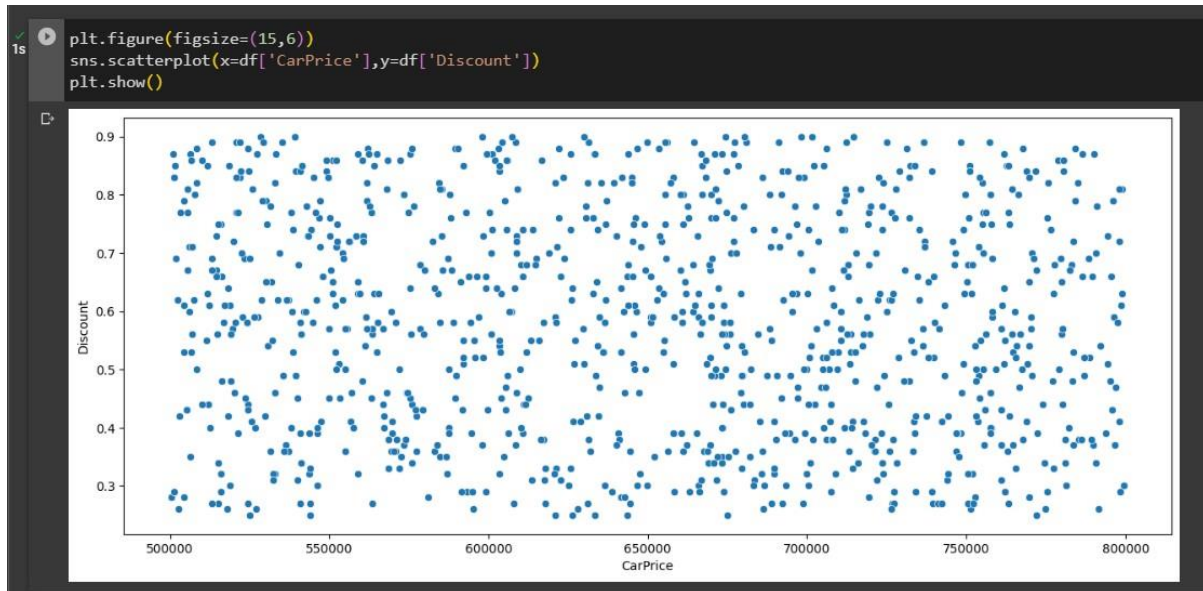 1s
plt.figure(figsize=(15,6))
sns.scatterplot(x=df['CarPrice'],y=df['Discount'])
plt.show()
0.9
0.8
0.7
0.6
0.5
0.4
0.3
Discount
500000 550000 600000 650000 700000 750000 800000
CarPrice